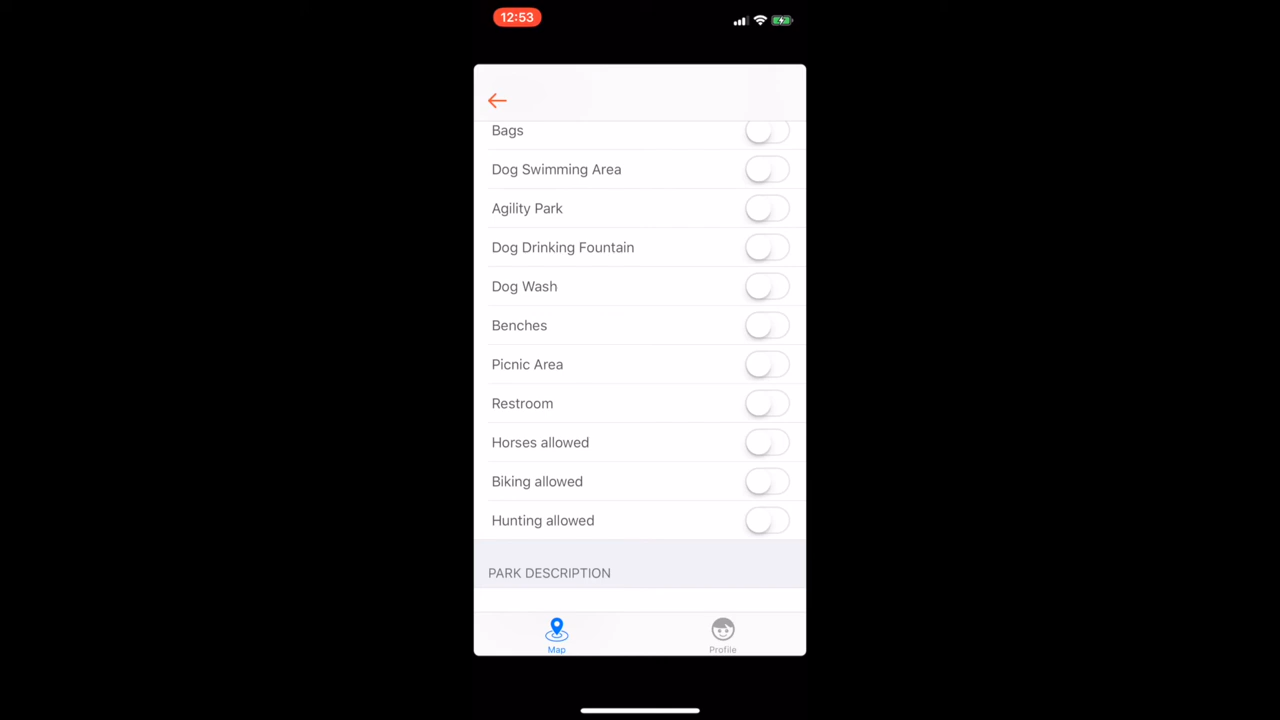 12:53
Bags
Dog Swimming Area
Agility Park
Dog Drinking Fountain
Dog Wash
Benches
Picnic Area
Restroom
Horses allowed
Biking allowed
Hunting allowed
PARK DESCRIPTION
Map
Profile